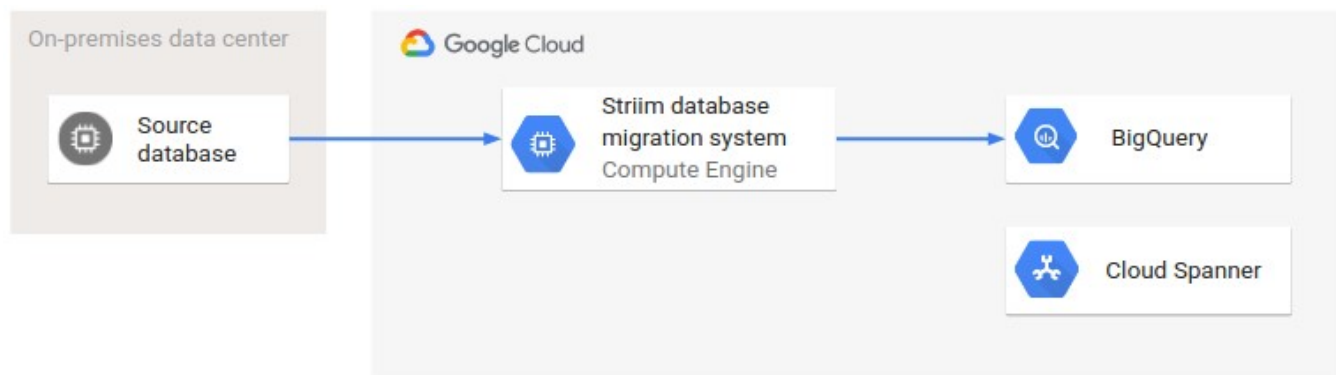 On-premises data center
Source
database
Google Cloud
Striim database
migration system
Compute Engine
BigQuery
Cloud Spanner